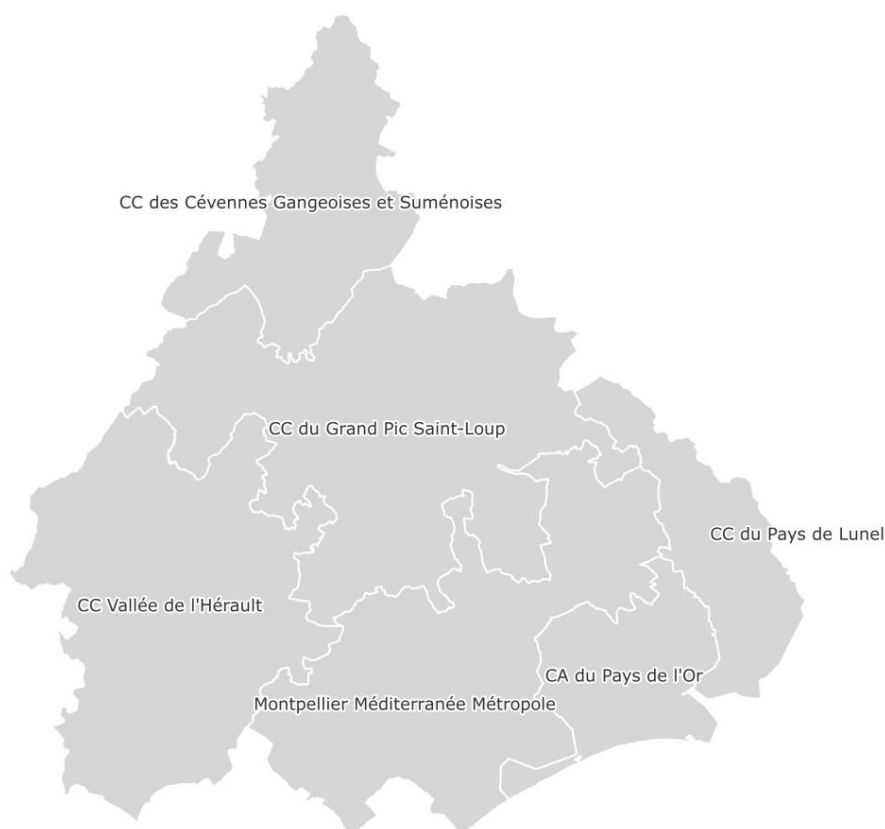 CC des Cévennes Gangeoises et Suménoises
CC du Grand Pic Saint-Loup
CC du Pays de Lunel
CC Vallée de l'Hérault
CA du Pays de l'Or
Montpellier Méditerranée Métropole